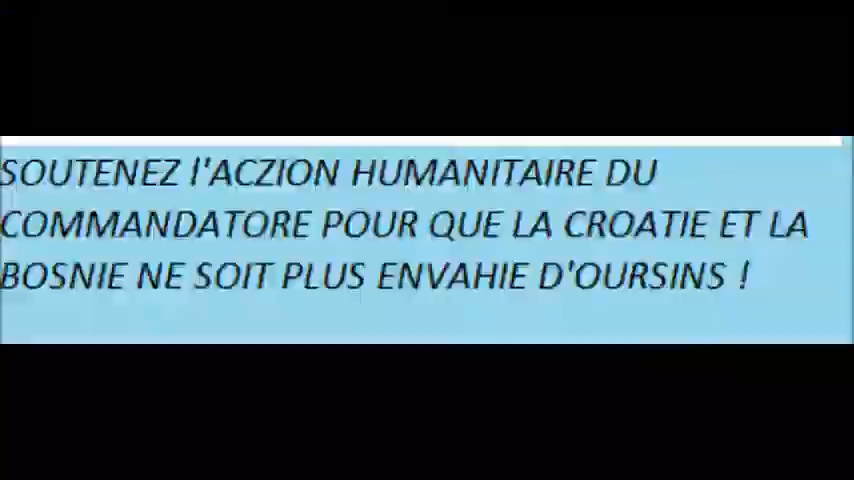 SOUTENEZ l'ACZION HUMANITAIRE DU
COMMANDATORE POUR QUE LA CROATIE ET LA
BOSNIE NE SOIT PLUS ENVAHIE D'OURSINS !